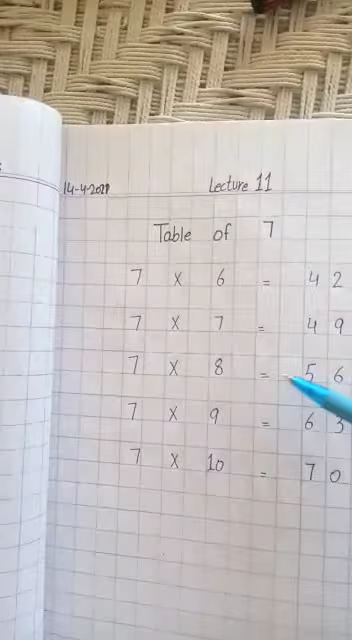 14-4-2021 Lecture 11
Table of 7
7 × 6 = 42
7 × 7 = 49
7 × 8 = 56
7 × 9 = 63
7 × 10 = 70